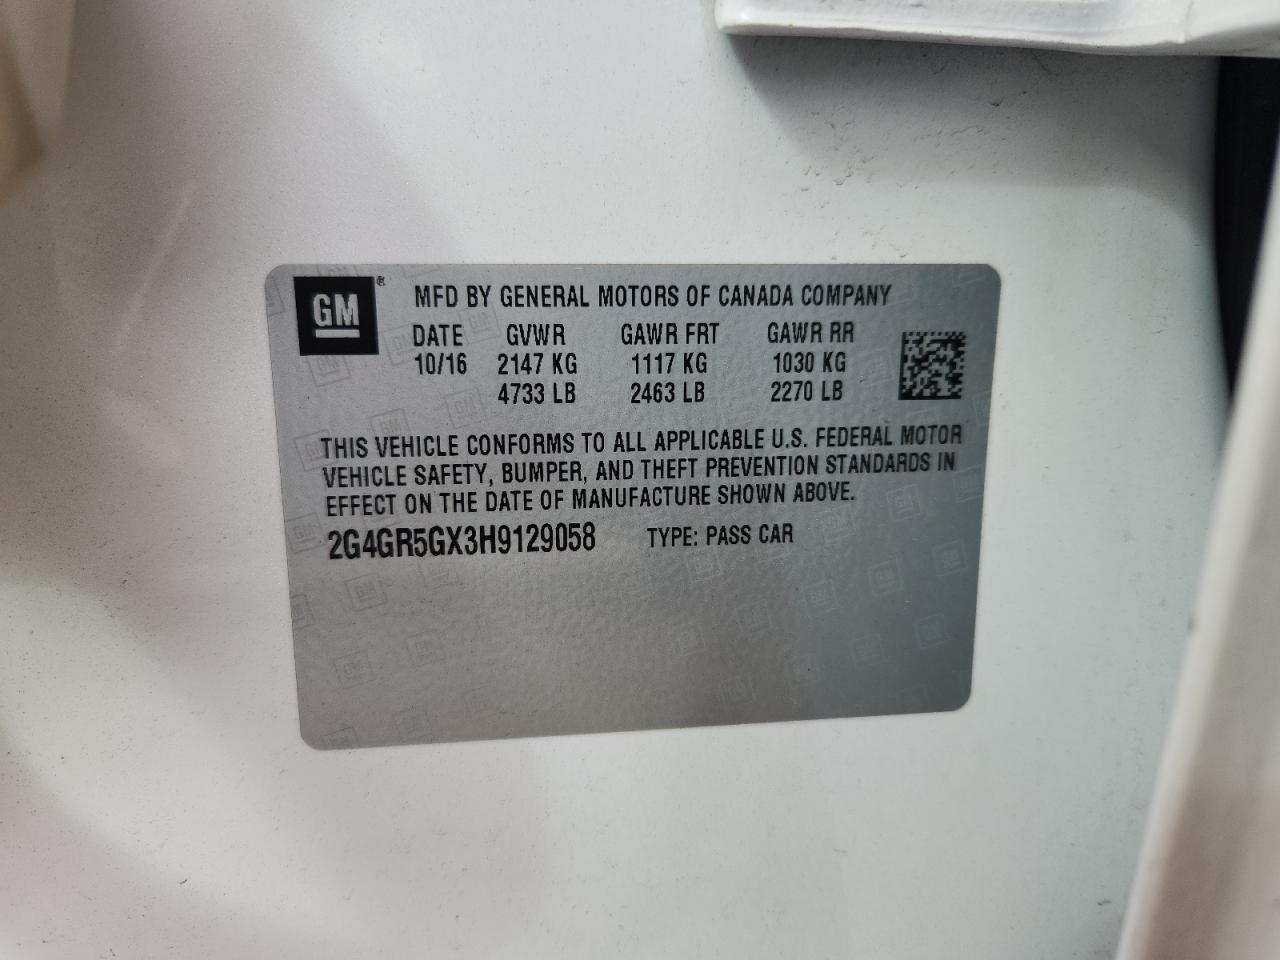 GM®
MFD BY GENERAL MOTORS OF CANADA COMPANY
DATE GVWR GAWR FRT GAWR RR
10/16 2147 KG 1117 KG 1030 KG
4733 LB 2463 LB 2270 LB
THIS VEHICLE CONFORMS TO ALL APPLICABLE U.S. FEDERAL MOTOR
VEHICLE SAFETY, BUMPER, AND THEFT PREVENTION STANDARDS IN
EFFECT ON THE DATE OF MANUFACTURE SHOWN ABOVE.
2G4GR5GX3H9129058 TYPE: PASS CAR